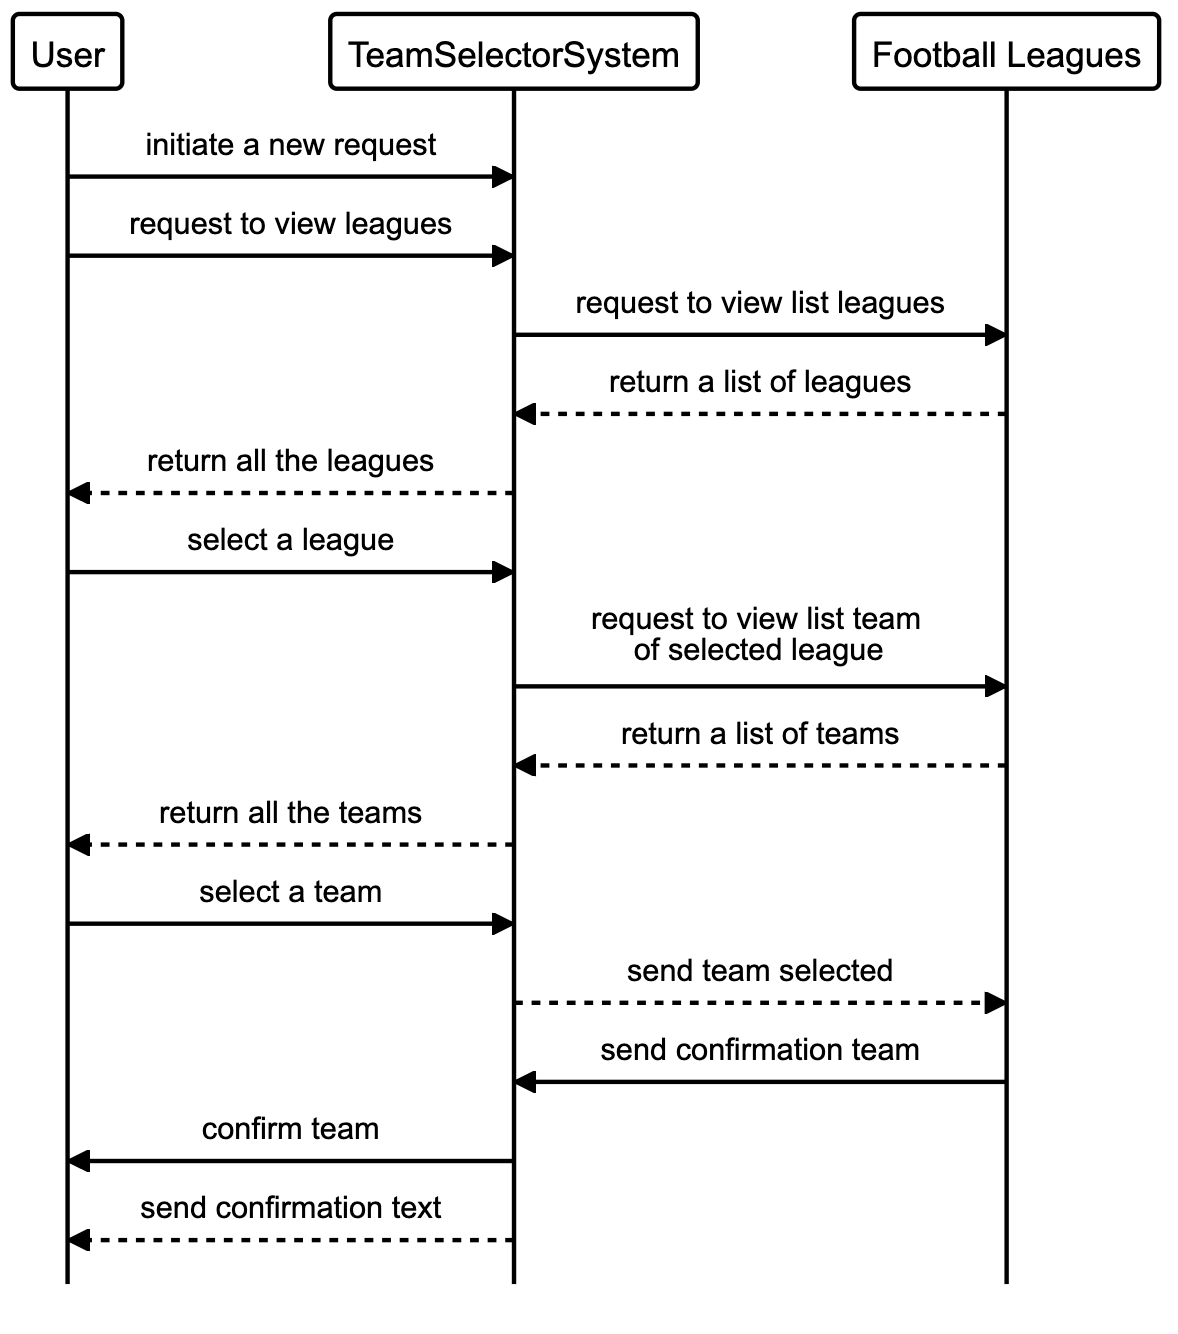 User
TeamSelectorSystem
Football Leagues
initiate a new request
request to view leagues
request to view list leagues
return a list of leagues
return all the leagues
select a league
request to view list team
of selected league
return a list of teams
return all the teams
select a team
send team selected
send confirmation team
confirm team
send confirmation text